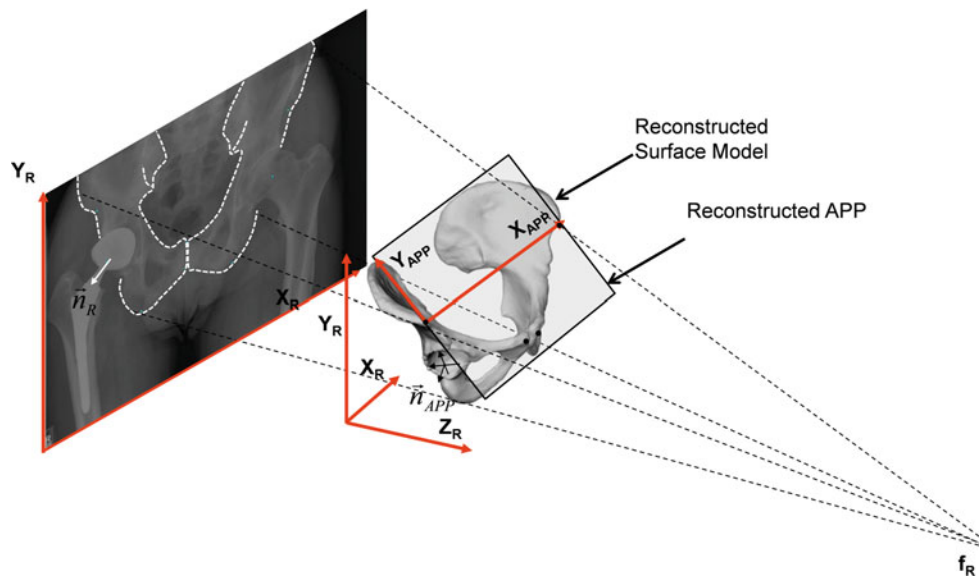 Reconstructed
Surface Model
Reconstructed APP
Y_R
X_APP
Y_APP
n_R
X_R
Y_R
X_R
n_APP
Z_R
f_R